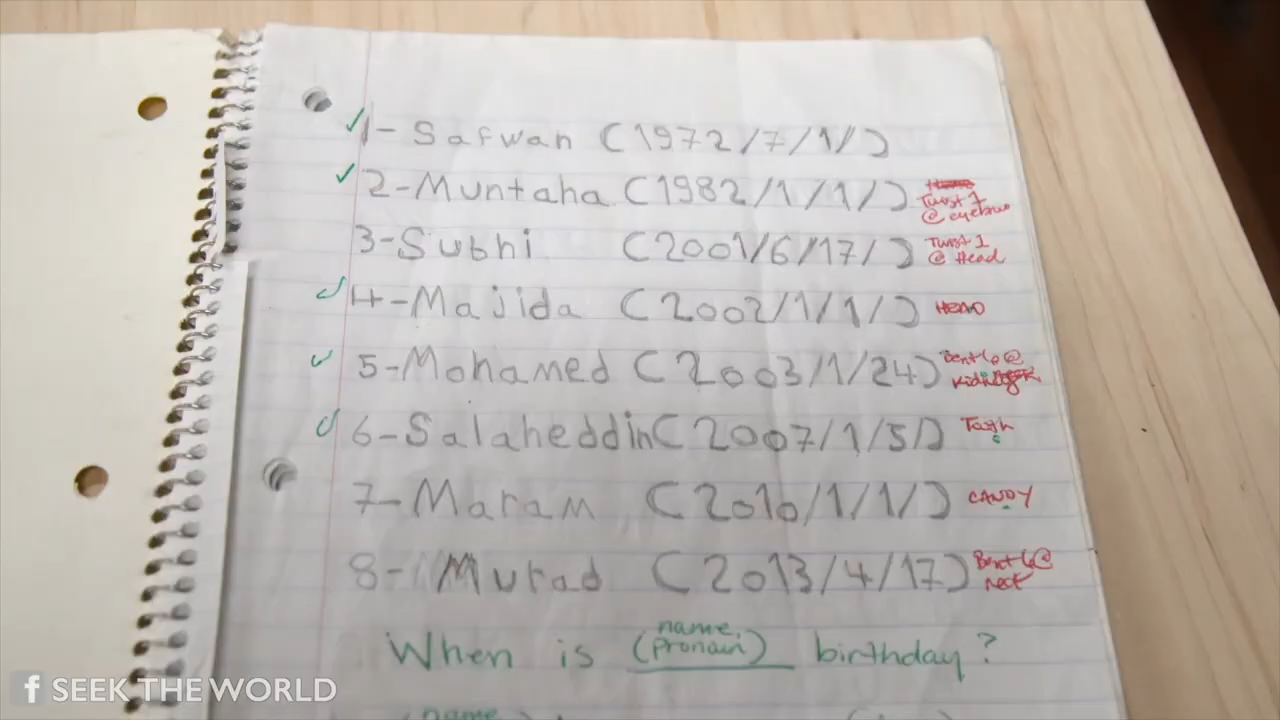 1- Safwan (1972/7/1/)
2-Muntaha (1982/1/1/) Twist 7
@ eyebrow
3-Subhi (2001/6/17/) Twist 1
@ Head
4-Majida (2002/1/1/) HEAD
5-Mohamed (2003/1/24) Bent 6 @
6-Salaheddin (2007/1/5/)
7-Maram (2010/1/1/) CANDY
8-Murad (2013/4/17) Bent 6 @
neck
name,
When is (pronoun) birthday?
(name
f SEEK THE WORLD